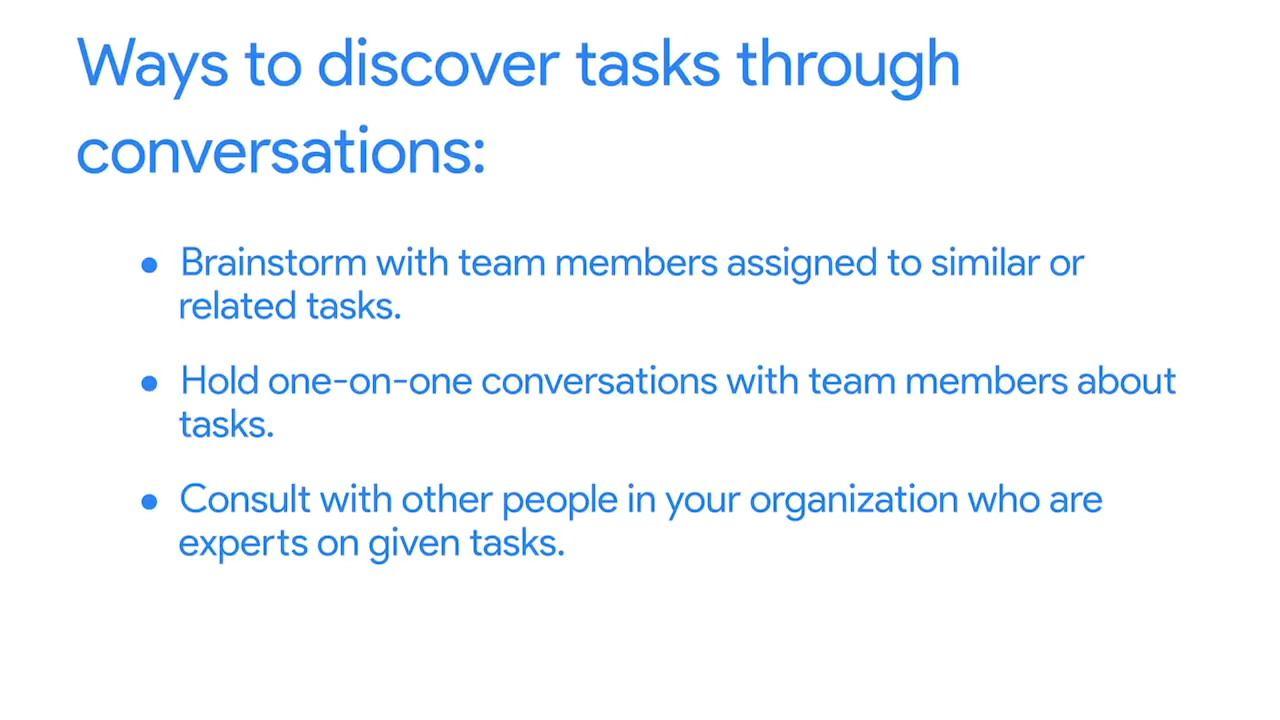 Ways to discover tasks through
conversations:
● Brainstorm with team members assigned to similar or
related tasks.
● Hold one-on-one conversations with team members about
tasks.
● Consult with other people in your organization who are
experts on given tasks.